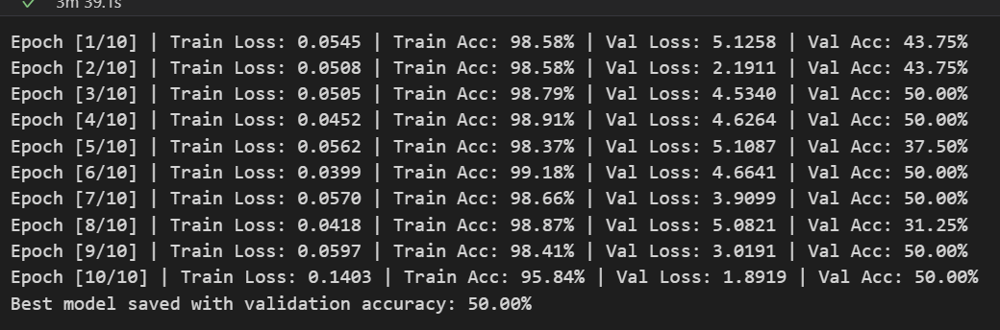 3m 39.1s
Epoch [1/10] | Train Loss: 0.0545 | Train Acc: 98.58% | Val Loss: 5.1258 | Val Acc: 43.75%
Epoch [2/10] | Train Loss: 0.0508 | Train Acc: 98.58% | Val Loss: 2.1911 | Val Acc: 43.75%
Epoch [3/10] | Train Loss: 0.0505 | Train Acc: 98.79% | Val Loss: 4.5340 | Val Acc: 50.00%
Epoch [4/10] | Train Loss: 0.0452 | Train Acc: 98.91% | Val Loss: 4.6264 | Val Acc: 50.00%
Epoch [5/10] | Train Loss: 0.0562 | Train Acc: 98.37% | Val Loss: 5.1087 | Val Acc: 37.50%
Epoch [6/10] | Train Loss: 0.0399 | Train Acc: 99.18% | Val Loss: 4.6641 | Val Acc: 50.00%
Epoch [7/10] | Train Loss: 0.0570 | Train Acc: 98.66% | Val Loss: 3.9099 | Val Acc: 50.00%
Epoch [8/10] | Train Loss: 0.0418 | Train Acc: 98.87% | Val Loss: 5.0821 | Val Acc: 31.25%
Epoch [9/10] | Train Loss: 0.0597 | Train Acc: 98.41% | Val Loss: 3.0191 | Val Acc: 50.00%
Epoch [10/10] | Train Loss: 0.1403 | Train Acc: 95.84% | Val Loss: 1.8919 | Val Acc: 50.00%
Best model saved with validation accuracy: 50.00%